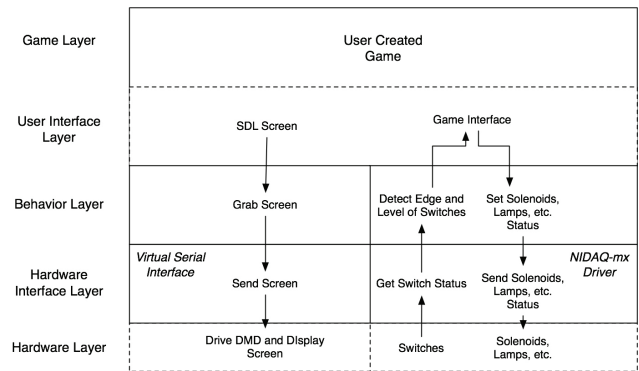 Game Layer
User Created
Game
User Interface
Layer
SDL Screen
Game Interface
Behavior Layer
Grab Screen
Detect Edge and
Level of Switches
Set Solenoids,
Lamps, etc.
Status
Hardware
Interface Layer
Virtual Serial
Interface
Send Screen
Get Switch Status
Send Solenoids,
Lamps, etc.
Status
NIDAQ-mx
Driver
Hardware Layer
Drive DMD and DIsplay
Screen
Switches
Solenoids,
Lamps, etc.